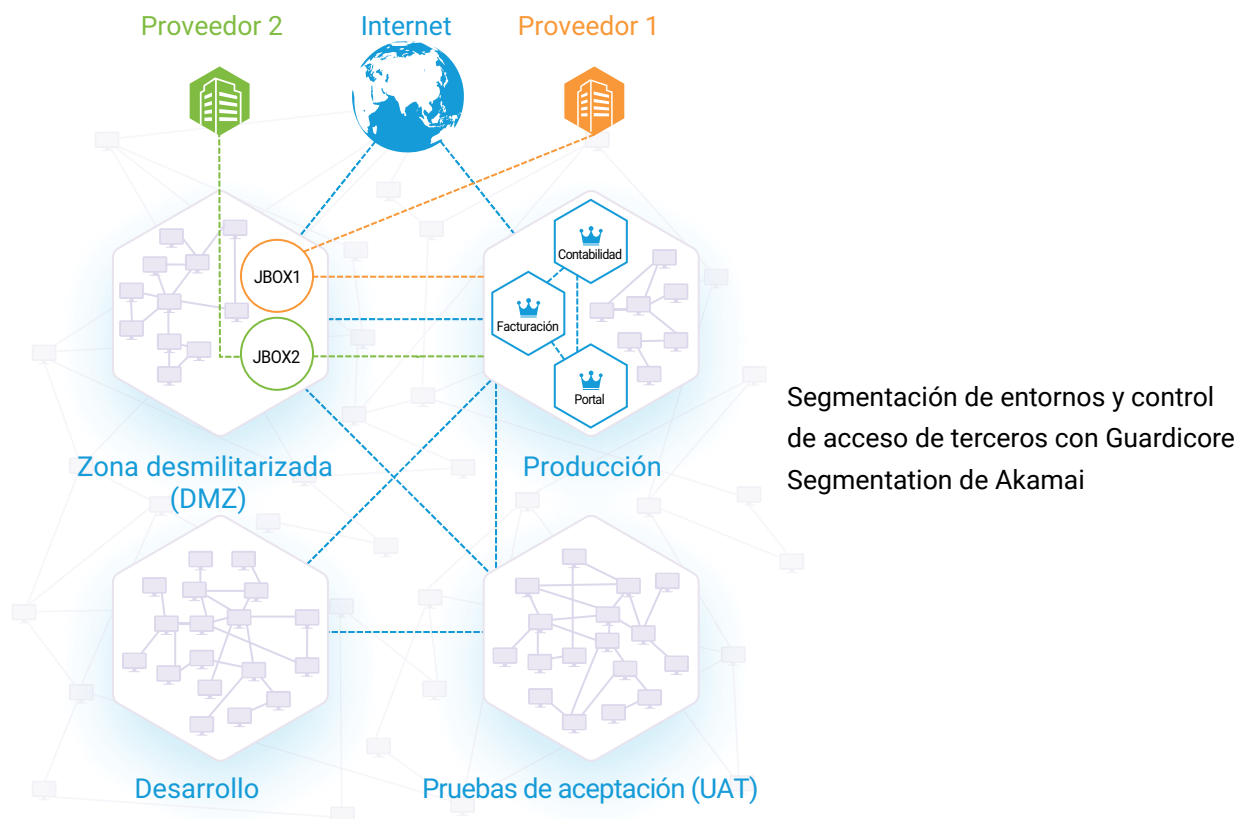 Proveedor 2
Internet
Proveedor 1
JBOX1
JBOX2
Contabilidad
Facturación
Portal
Zona desmilitarizada
(DMZ)
Producción
Segmentación de entornos y control
de acceso de terceros con Guardicore
Segmentation de Akamai
Desarrollo
Pruebas de aceptación (UAT)